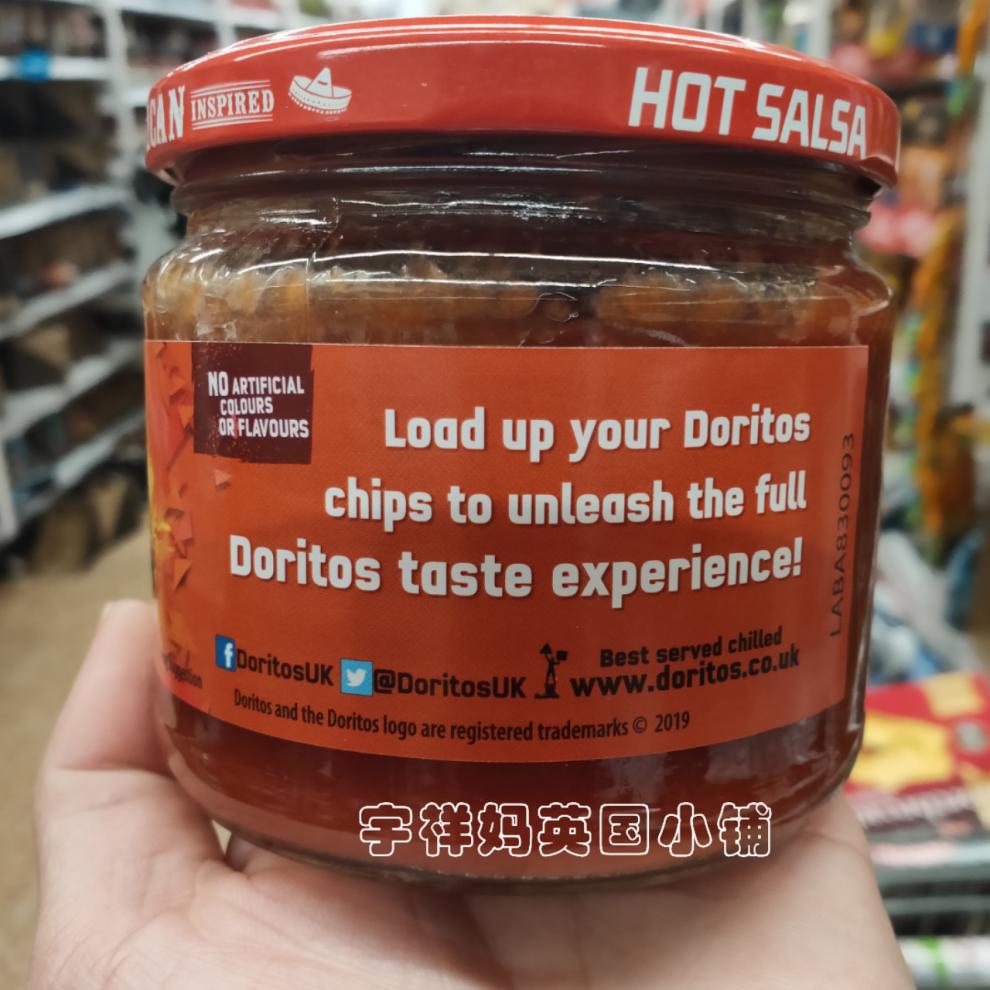 INSPIRED
HOT SALSA
NO ARTIFICIAL
COLOURS
OR FLAVOURS
Load up your Doritos
chips to unleash the full
Doritos taste experience!
LABA830093
DoritosUK @DoritosUK
Best served chilled
www.doritos.co.uk
Doritos and the Doritos logo are registered trademarks © 2019
宇祥妈英国小铺